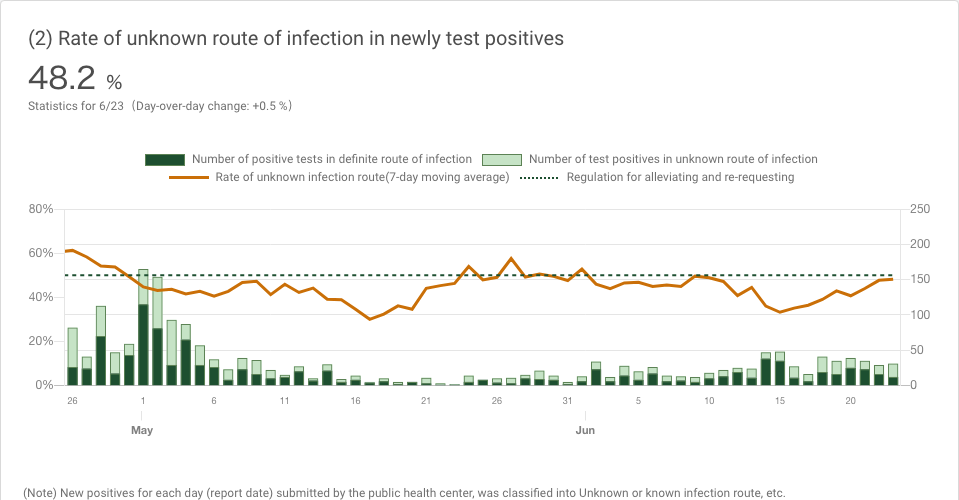 (2) Rate of unknown route of infection in newly test positives
48.2 %
Statistics for 6/23（Day-over-day change: +0.5 %）
Number of positive tests in definite route of infection Number of test positives in unknown route of infection
Rate of unknown infection route(7-day moving average) Regulation for alleviating and re-requesting
80% 250
200
60%
150
40%
100
20%
50
0% 0
26 1 6 11 16 21 26 31 5 10 15 20
May Jun
(Note) New positives for each day (report date) submitted by the public health center, was classified into Unknown or known infection route, etc.